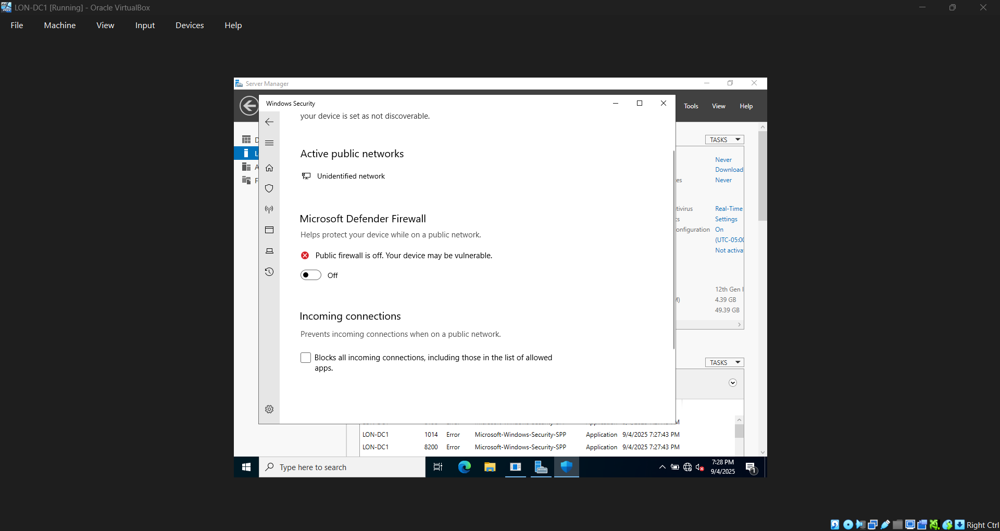 LON-DC1 [Running] - Oracle VirtualBox
File Machine View Input Devices Help
Server Manager
Windows Security
Tools View Help
your device is set as not discoverable.
TASKS
Active public networks
Never
Download
es Never
Unidentified network
tivirus Real-Time
Microsoft Defender Firewall
Settings
onfiguration On
Helps protect your device while on a public network.
(UTC-05:00
Not activa
Public firewall is off. Your device may be vulnerable.
Off
12th Gen I
4.39 GB
49.39 GB
Incoming connections
Prevents incoming connections when on a public network.
Blocks all incoming connections, including those in the list of allowed
apps.
TASKS
LON-DC1 1014 Error Microsoft-Windows-Security-SPP Application 9/4/2025 7:27:43 PM
LON-DC1 8200 Error Microsoft-Windows-Security-SPP Application 9/4/2025 7:27:43 PM
Type here to search
7:28 PM
9/4/2025
1
Right Ctrl